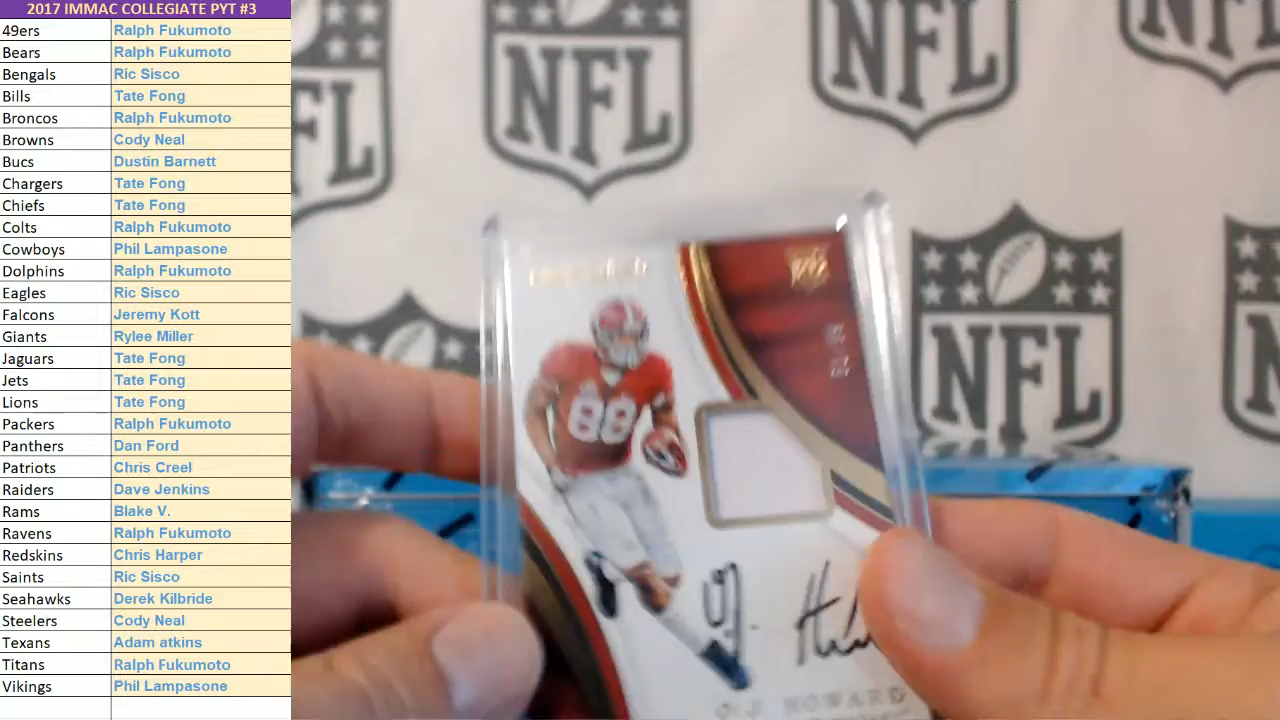 2017 IMMAC COLLEGIATE PYT #3
49ers Ralph Fukumoto
Bears Ralph Fukumoto
Bengals Ric Sisco
Bills Tate Fong
Broncos Ralph Fukumoto
Browns Cody Neal
Bucs Dustin Barnett
Chargers Tate Fong
Chiefs Tate Fong
Colts Ralph Fukumoto
Cowboys Phil Lampasone
Dolphins Ralph Fukumoto
Eagles Ric Sisco
Falcons Jeremy Kott
Giants Rylee Miller
Jaguars Tate Fong
Jets Tate Fong
Lions Tate Fong
Packers Ralph Fukumoto
Panthers Dan Ford
Patriots Chris Creel
Raiders Dave Jenkins
Rams Blake V.
Ravens Ralph Fukumoto
Redskins Chris Harper
Saints Ric Sisco
Seahawks Derek Kilbride
Steelers Cody Neal
Texans Adam atkins
Titans Ralph Fukumoto
Vikings Phil Lampasone
NFL
NFL
NFL
NFL
NFL
88
O.J. HOWARD